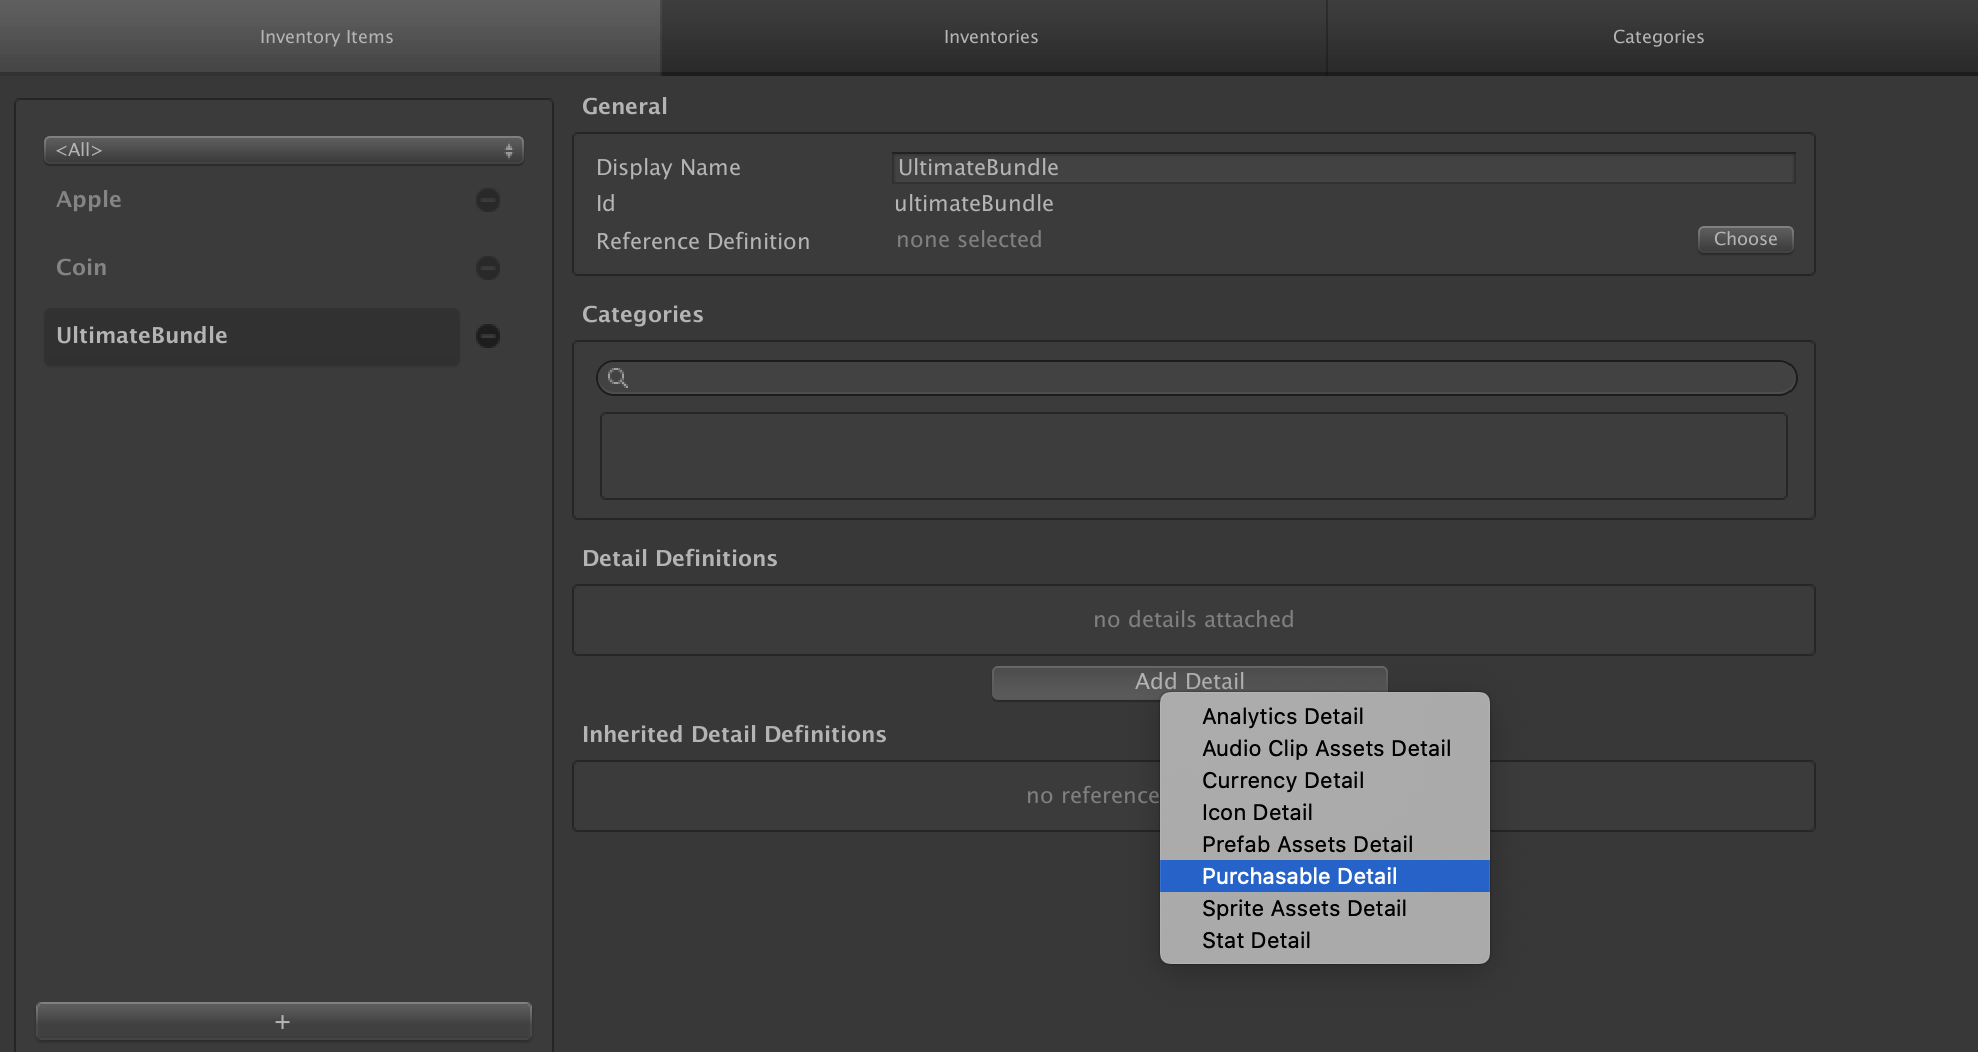 Inventory Items
Inventories
Categories
<All>
Apple
Coin
UltimateBundle
+
General
Display Name
UltimateBundle
Id
ultimateBundle
Reference Definition
none selected
Choose
Categories
Detail Definitions
no details attached
Add Detail
Analytics Detail
Audio Clip Assets Detail
Currency Detail
Icon Detail
Prefab Assets Detail
Purchasable Detail
Sprite Assets Detail
Stat Detail
Inherited Detail Definitions
no reference